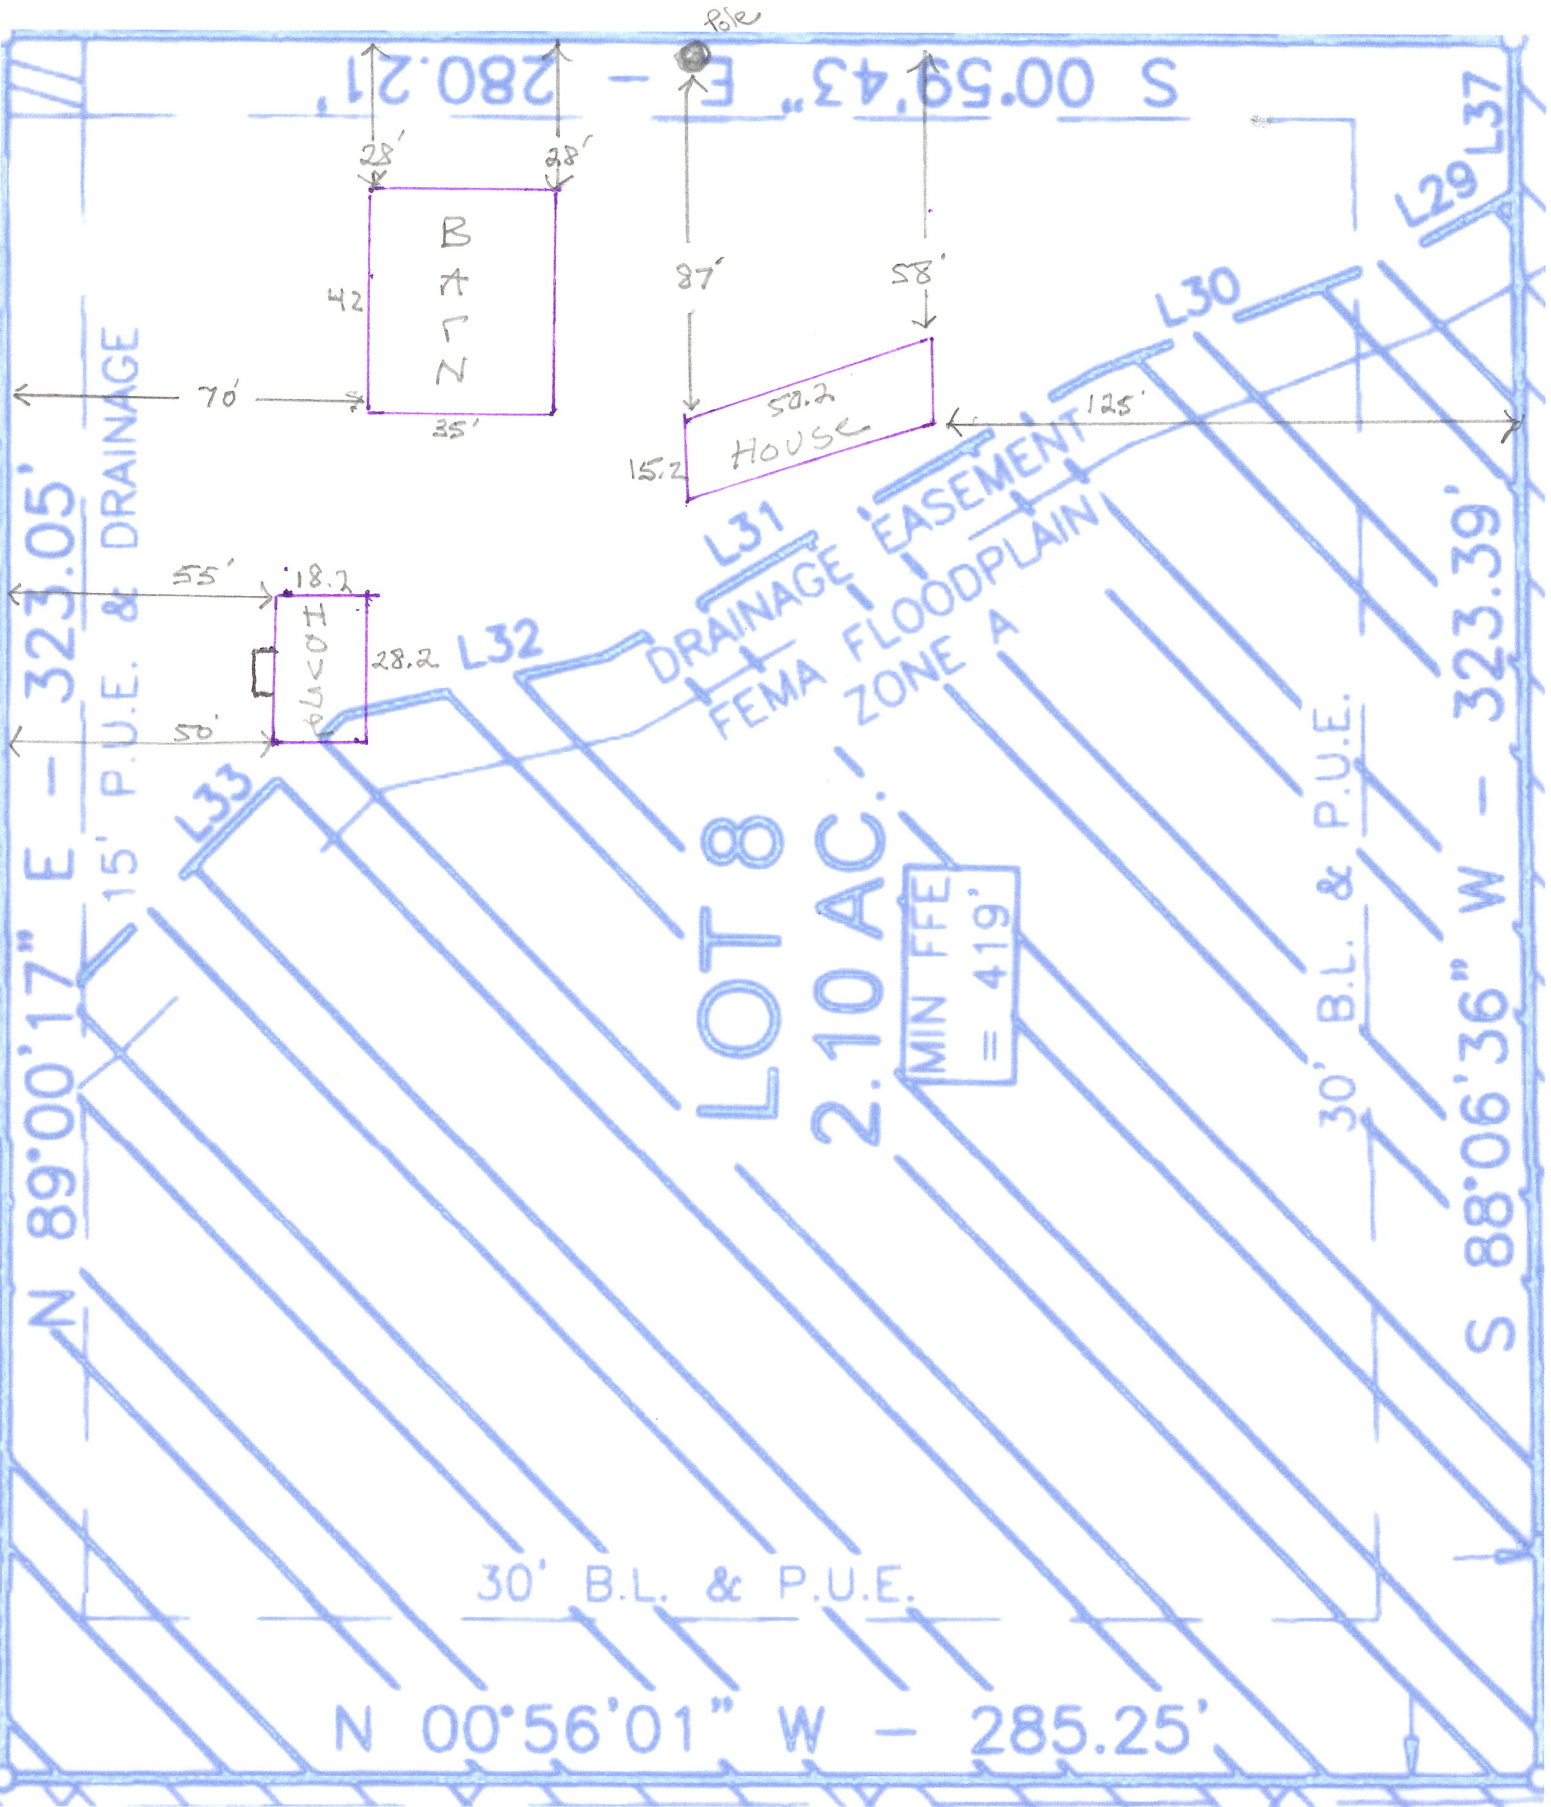 Pole
S 00°59'43" E - 280.21'
L37
28'
28'
L29
BArN
87'
58'
L30
42
15' P.U.E. & DRAINAGE
70'
35'
50.2
HOUSE
125'
15.2
N 89°00'17" E - 323.05'
L31
DRAINAGE EASEMENT
FEMA FLOODPLAIN
ZONE A
55'
18.2
HOUSe
28.2
L32
50'
L33
LOT 8
2.10 AC.
MIN FFE
= 419'
30' B.L. & P.U.E.
S 88°06'36" W - 323.39'
30' B.L. & P.U.E.
N 00°56'01" W - 285.25'